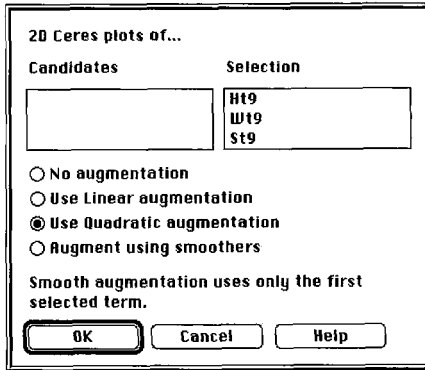 2D Ceres plots of...
Candidates Selection
Ht9
Wt9
St9
No augmentation
Use Linear augmentation
Use Quadratic augmentation
Augment using smoothers
Smooth augmentation uses only the first
selected term.
OK Cancel Help